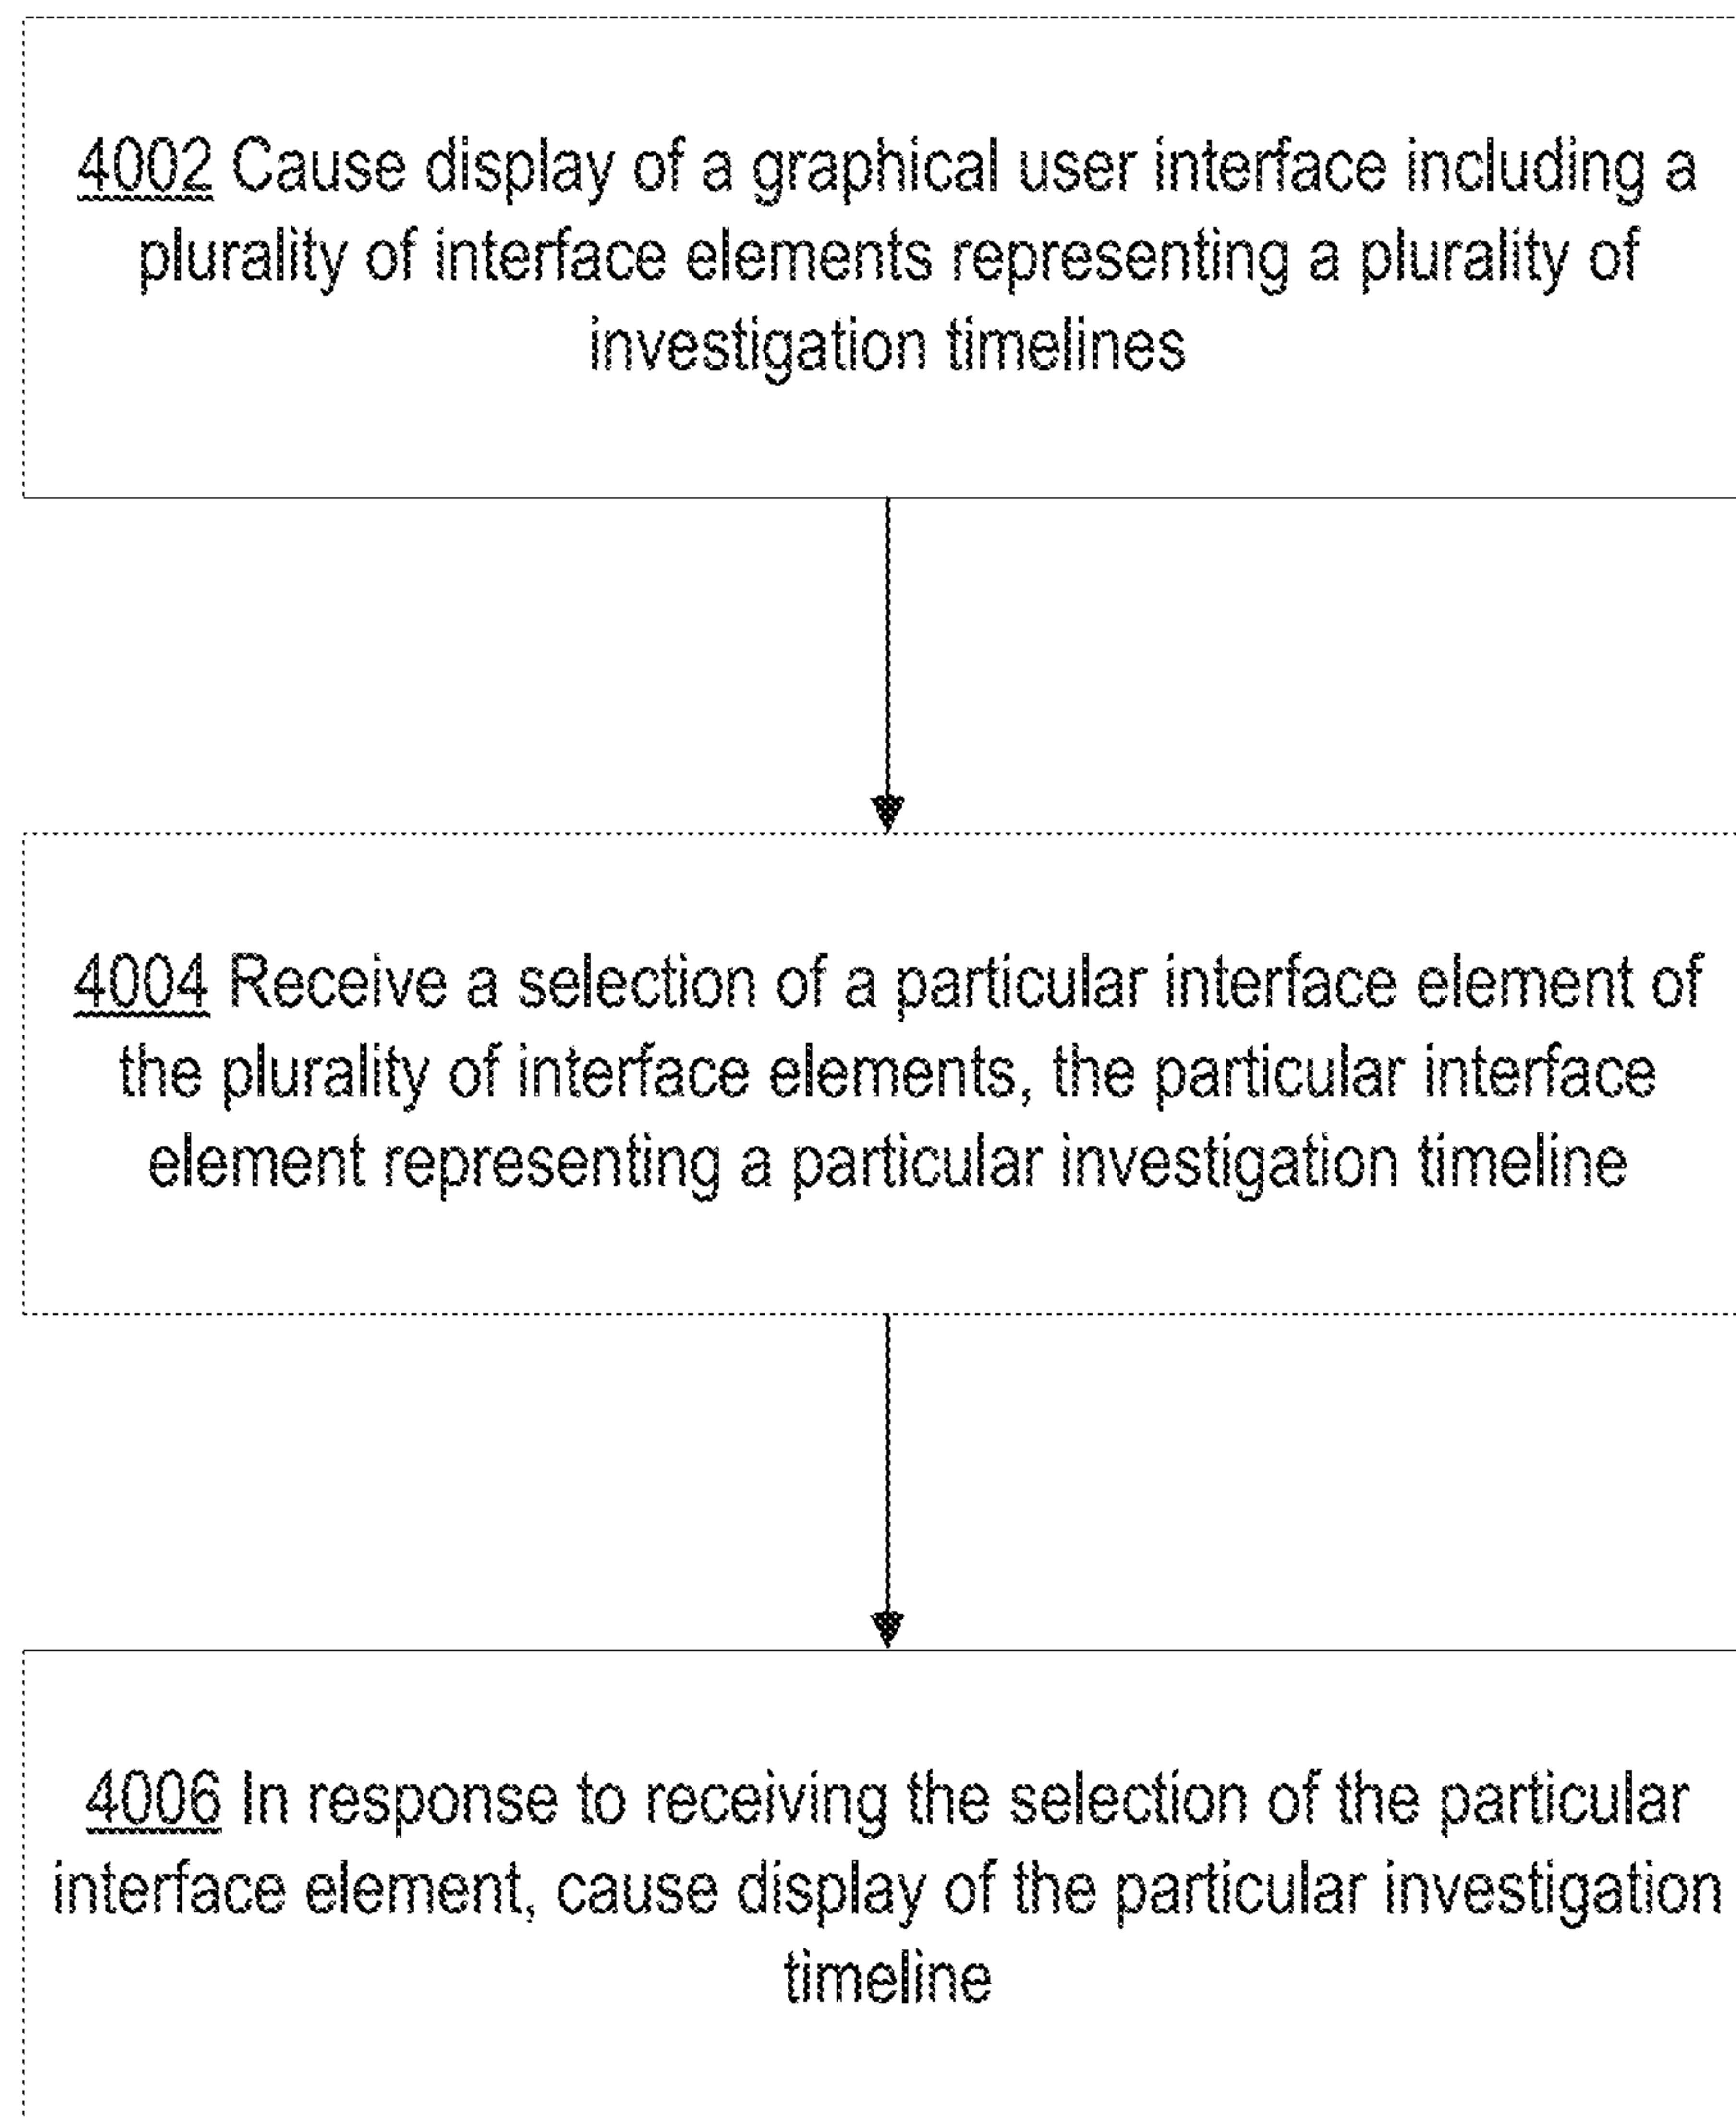 4002 Cause display of a graphical user interface including a
plurality of interface elements representing a plurality of
investigation timelines
4004 Receive a selection of a particular interface element of
the plurality of interface elements, the particular interface
element representing a particular investigation timeline
4006 In response to receiving the selection of the particular
interface element, cause display of the particular investigation
timeline